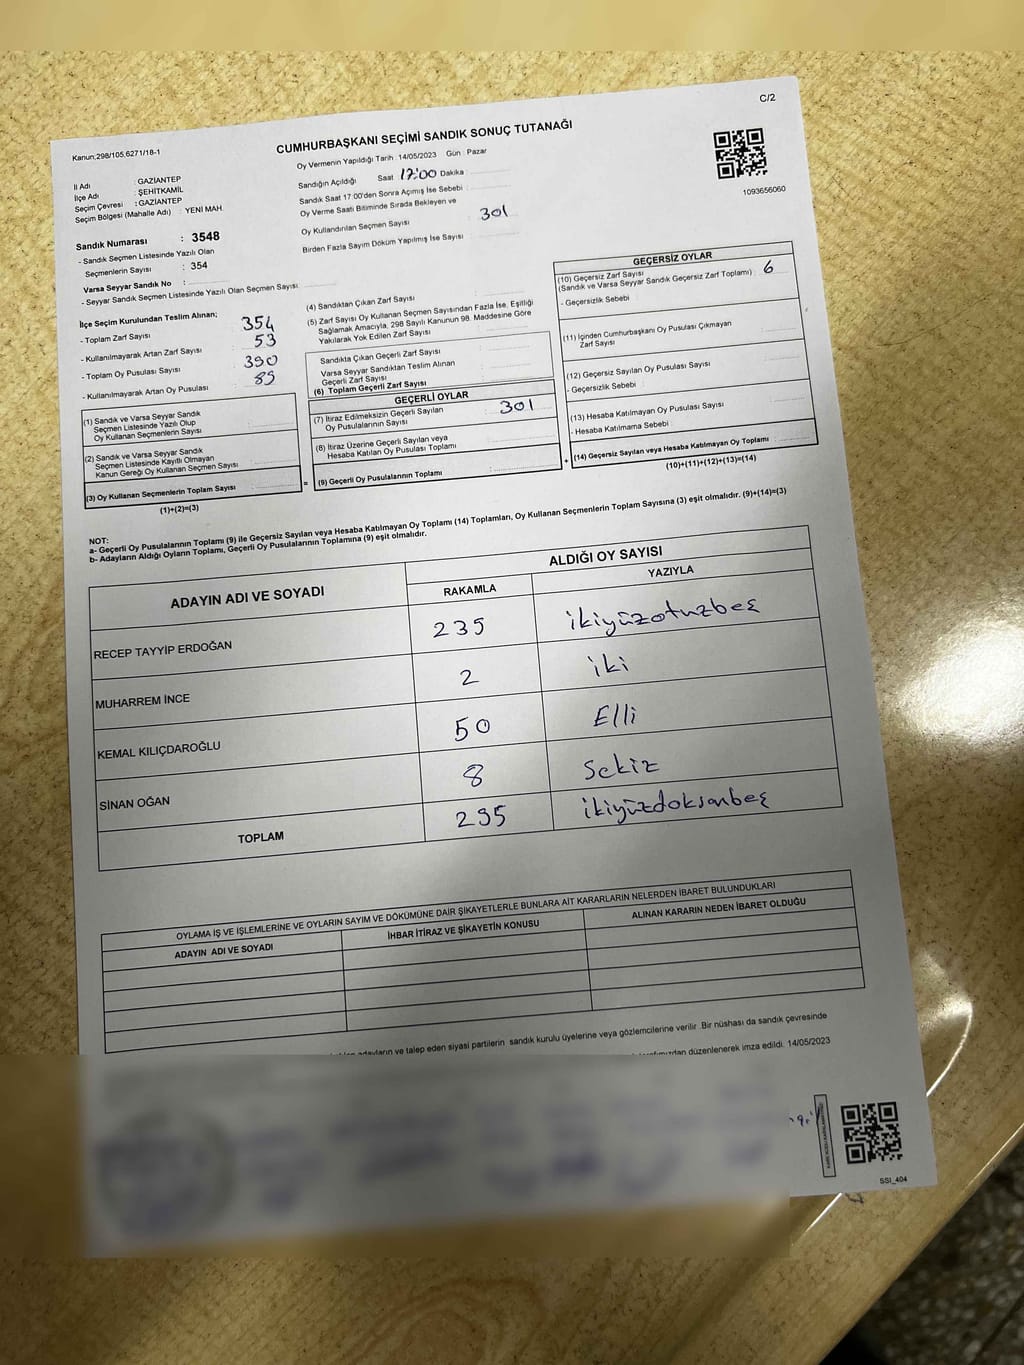 C/2
Kanun;298/105,6271/18-1
CUMHURBAŞKANI SEÇİMİ SANDIK SONUÇ TUTANAĞI
Oy Vermenin Yapıldığı Tarih : 14/05/2023 Gün : Pazar
1093656060
İl Adı : GAZİANTEP
İlçe Adı : ŞEHİTKAMİL
Seçim Çevresi : GAZİANTEP
Seçim Bölgesi (Mahalle Adı) : YENİ MAH.
Sandığın Açıldığı Saat 17:00 Dakika :
Sandık Saat 17:00'den Sonra Açımış İse Sebebi :
Oy Verme Saati Bitiminde Sırada Bekleyen ve
Oy Kullandırılan Seçmen Sayısı 301
Birden Fazla Sayım Döküm Yapılmış İse Sayısı :
Sandık Numarası : 3548
- Sandık Seçmen Listesinde Yazılı Olan
Seçmenlerin Sayısı : 354
Varsa Seyyar Sandık No :
- Seyyar Sandık Seçmen Listesinde Yazılı Olan Seçmen Sayısı :
İlçe Seçim Kurulundan Teslim Alınan;
- Toplam Zarf Sayısı : 354
- Kullanılmayarak Artan Zarf Sayısı : 53
- Toplam Oy Pusulası Sayısı : 390
- Kullanılmayarak Artan Oy Pusulası : 89
(1) Sandık ve Varsa Seyyar Sandık
Seçmen Listesinde Yazılı Olup
Oy Kullanan Seçmenlerin Sayısı :
(2) Sandık ve Varsa Seyyar Sandık
Seçmen Listesinde Kayıtlı Olmayan
Kanun Gereği Oy Kullanan Seçmen Sayısı :
(3) Oy Kullanan Seçmenlerin Toplam Sayısı :
(1)+(2)=(3)
=
(4) Sandıktan Çıkan Zarf Sayısı :
(5) Zarf Sayısı Oy Kullanan Seçmen Sayısından Fazla İse, Eşitliği
Sağlamak Amacıyla, 298 Sayılı Kanunun 98. Maddesine Göre
Yakılarak Yok Edilen Zarf Sayısı :
Sandıkta Çıkan Geçerli Zarf Sayısı :
Varsa Seyyar Sandıktan Teslim Alınan
Geçerli Zarf Sayısı :
(6) Toplam Geçerli Zarf Sayısı :
GEÇERLİ OYLAR
(7) İtiraz Edilmeksizin Geçerli Sayılan
Oy Pusulalarının Sayısı : 301
(8) İtiraz Üzerine Geçerli Sayılan veya
Hesaba Katılan Oy Pusulası Toplamı :
(9) Geçerli Oy Pusulalarının Toplamı :
+
GEÇERSİZ OYLAR
(10) Geçersiz Zarf Sayısı
(Sandık ve Varsa Seyyar Sandık Geçersiz Zarf Toplamı) : 6
- Geçersizlik Sebebi :
(11) İçinden Cumhurbaşkanı Oy Pusulası Çıkmayan
Zarf Sayısı :
(12) Geçersiz Sayılan Oy Pusulası Sayısı :
- Geçersizlik Sebebi :
(13) Hesaba Katılmayan Oy Pusulası Sayısı :
- Hesaba Katılmama Sebebi :
(14) Geçersiz Sayılan veya Hesaba Katılmayan Oy Toplamı :
(10)+(11)+(12)+(13)=(14)
NOT:
a- Geçerli Oy Pusulalarının Toplamı (9) ile Geçersiz Sayılan veya Hesaba Katılmayan Oy Toplamı (14) Toplamları, Oy Kullanan Seçmenlerin Toplam Sayısına (3) eşit olmalıdır. (9)+(14)=(3)
b- Adayların Aldığı Oyların Toplamı, Geçerli Oy Pusulalarının Toplamına (9) eşit olmalıdır.
ADAYIN ADI VE SOYADI
ALDIĞI OY SAYISI
RAKAMLA YAZIYLA
RECEP TAYYİP ERDOĞAN 235 ikiyüzotuzbeş
MUHARREM İNCE 2 iki
KEMAL KILIÇDAROĞLU 50 Elli
SİNAN OĞAN 8 Sekiz
TOPLAM 295 ikiyüzdoksanbeş
OYLAMA İŞ VE İŞLEMLERİNE VE OYLARIN SAYIM VE DÖKÜMÜNE DAİR ŞİKAYETLERLE BUNLARA AİT KARARLARIN NELERDEN İBARET BULUNDUKLARI
ADAYIN ADI VE SOYADI İHBAR İTİRAZ VE ŞİKAYETİN KONUSU ALINAN KARARIN NEDEN İBARET OLDUĞU
adayların ve talep eden siyasi partilerin sandık kurulu üyelerine veya gözlemcilerine verilir. Bir nüshası da sandık çevresinde
düzenlenerek imza edildi. 14/05/2023
SSİ_404